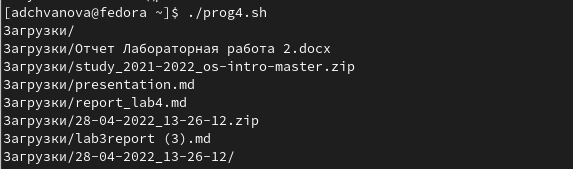 [adchvanova@fedora ~]$ ./prog4.sh
Загрузки/
Загрузки/Отчет Лабораторная работа 2.docx
Загрузки/study_2021-2022_os-intro-master.zip
Загрузки/presentation.md
Загрузки/report_lab4.md
Загрузки/28-04-2022_13-26-12.zip
Загрузки/lab3report (3).md
Загрузки/28-04-2022_13-26-12/